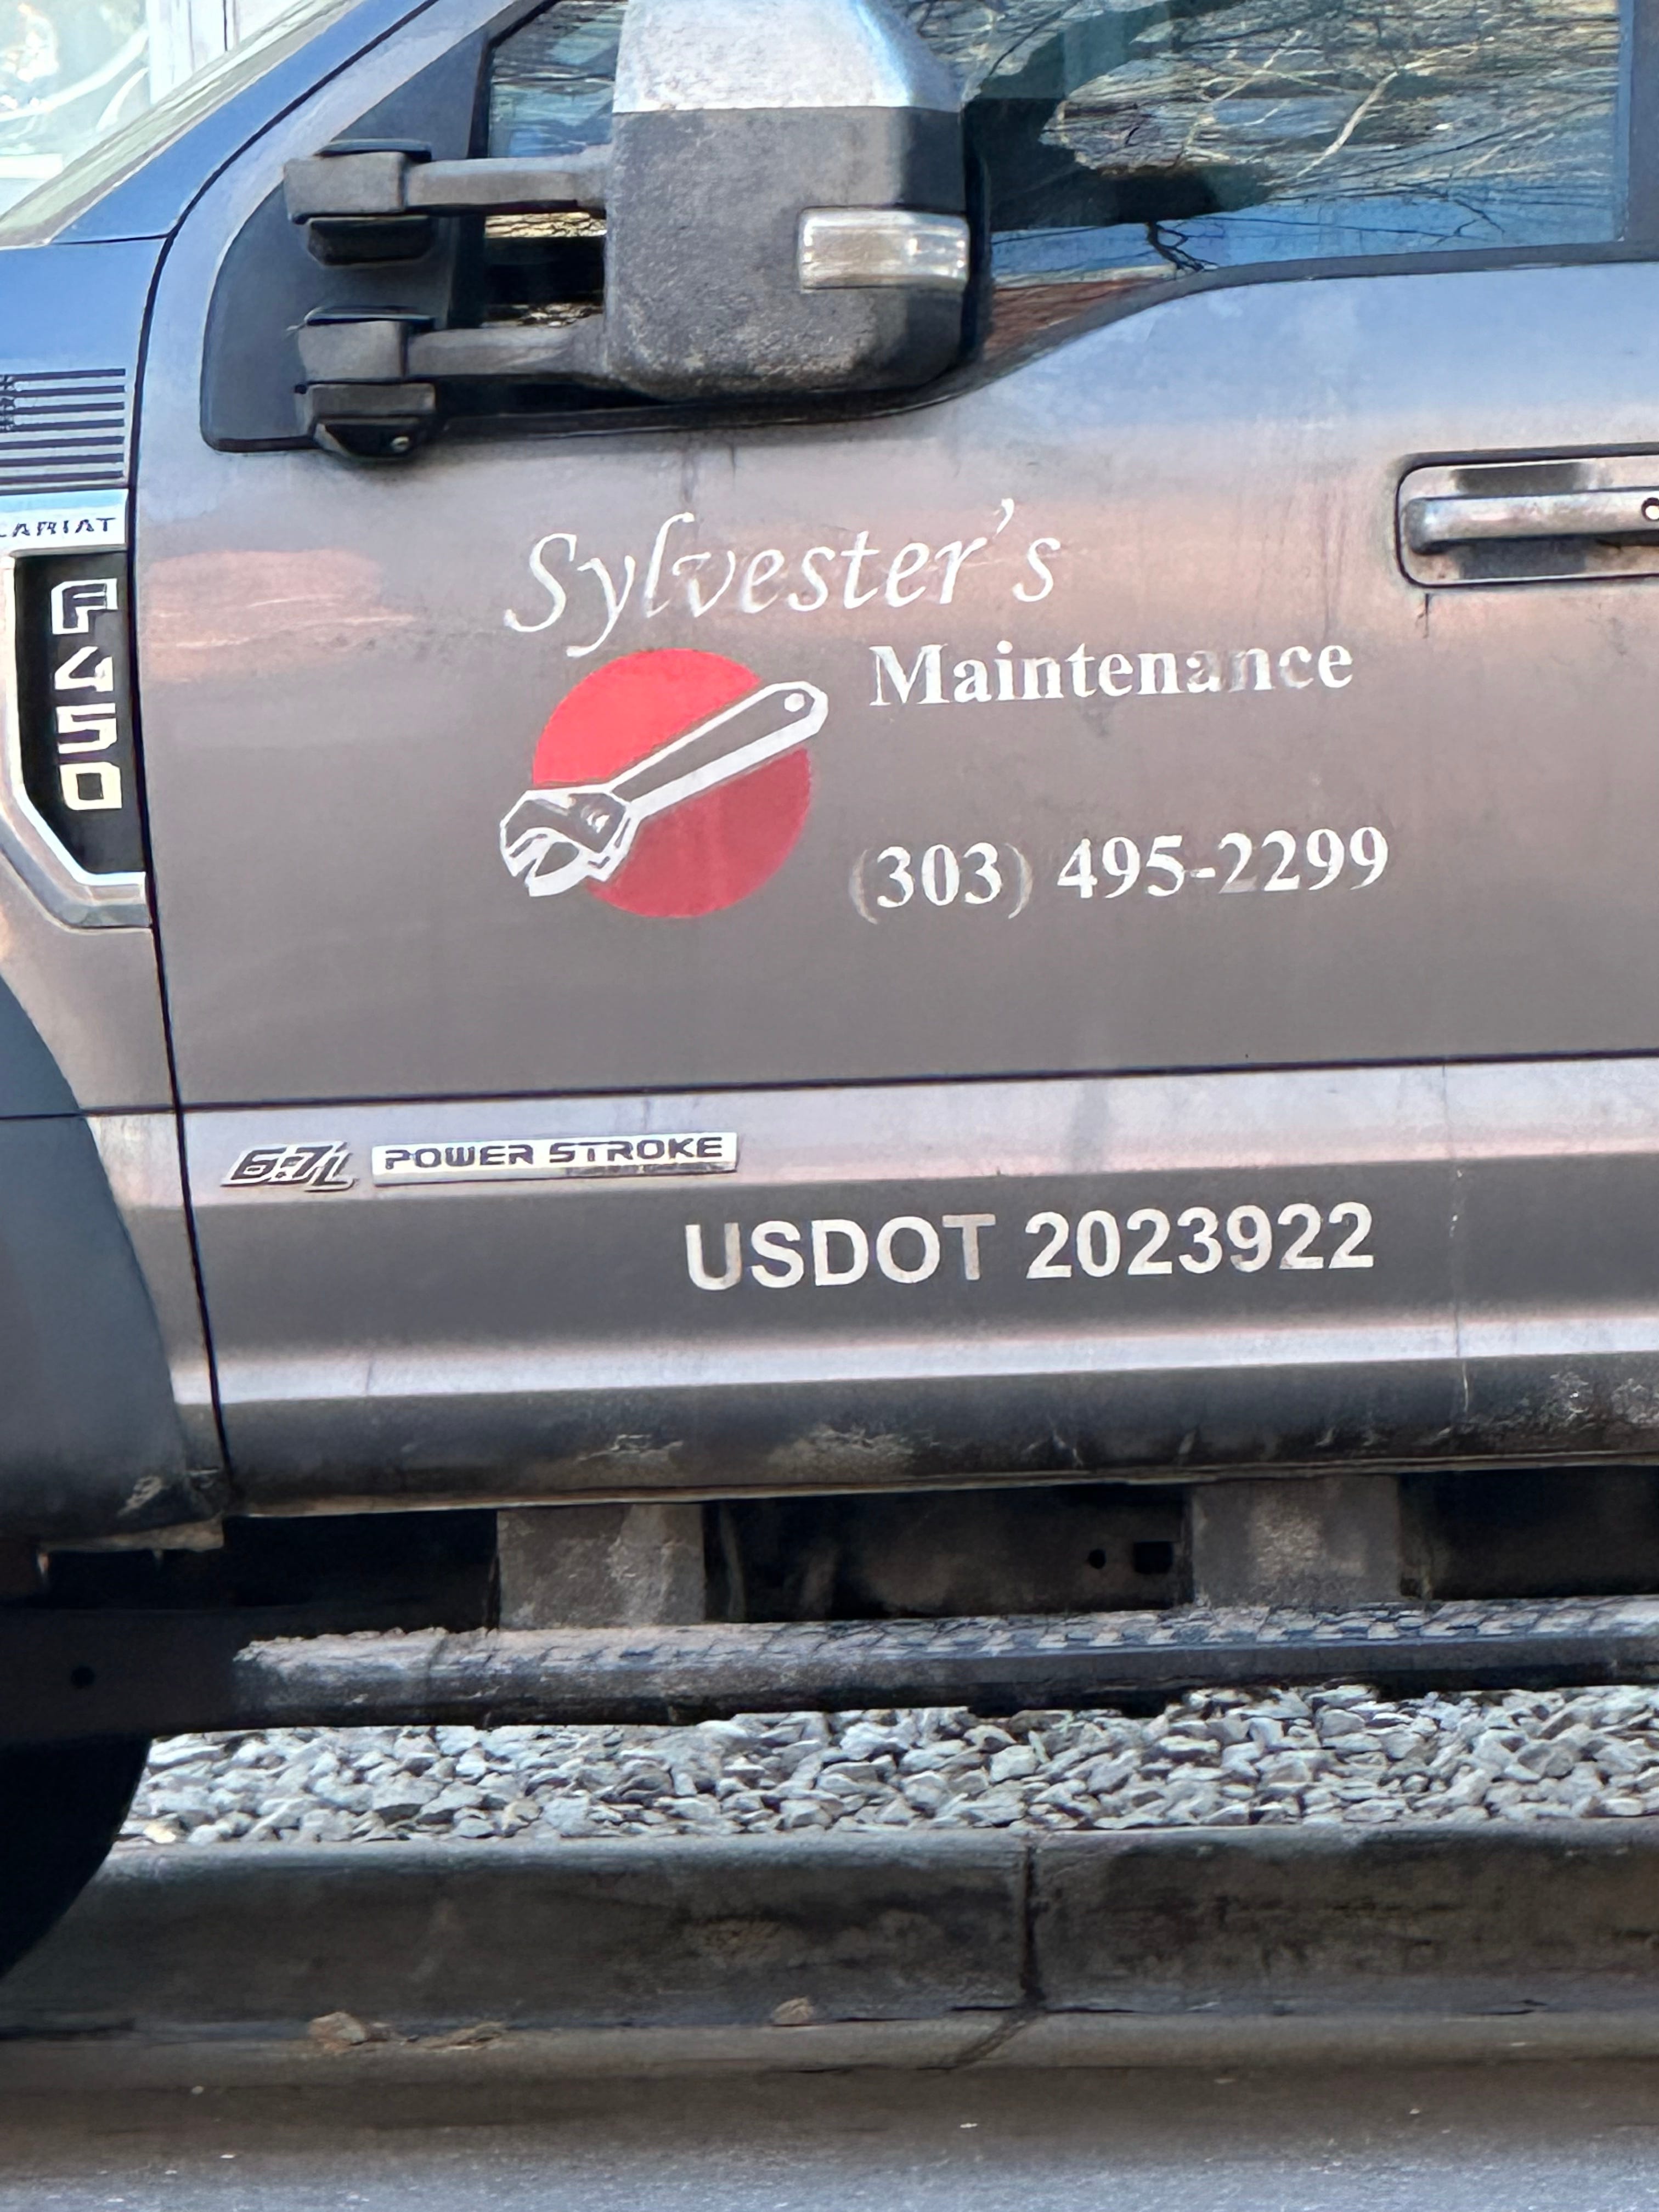 LARIAT
F450
Sylvester's
Maintenance
(303) 495-2299
6.7L POWER STROKE
USDOT 2023922